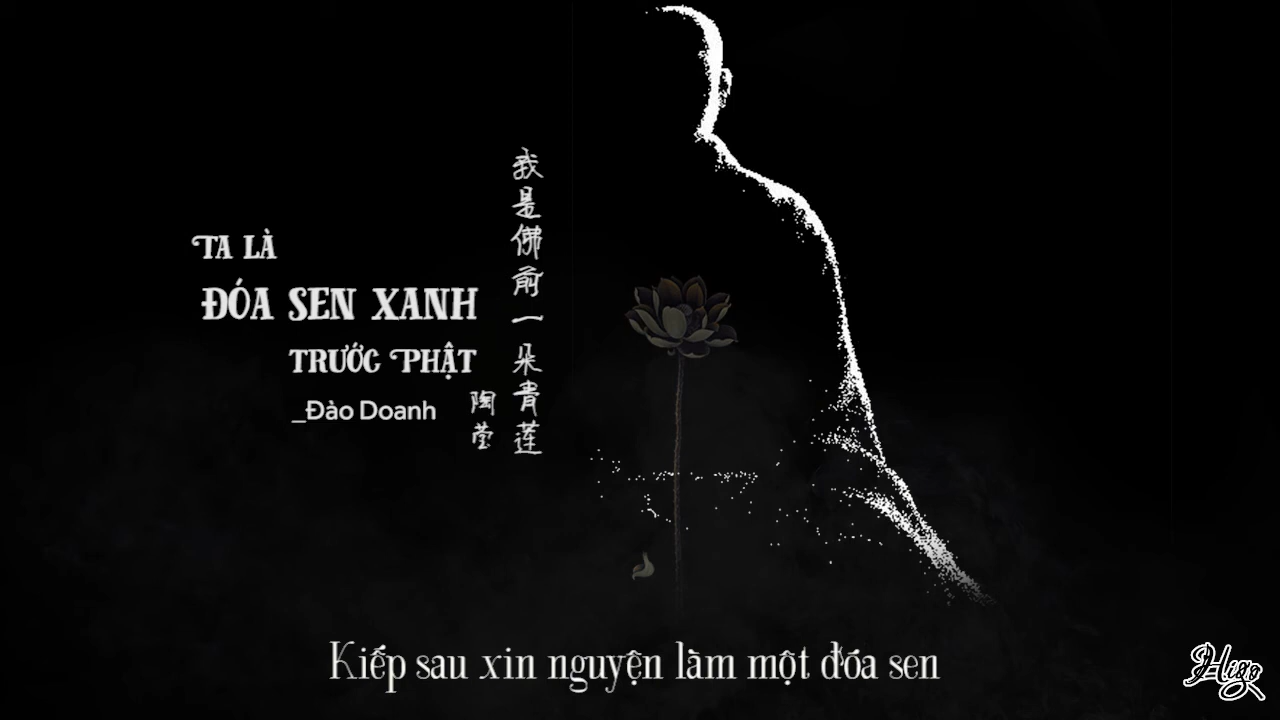 TA LÀ
ĐÓA SEN XANH
TRƯỚC PHẬT
_Đào Doanh
我是佛前一朵青莲
陶莹
Kiếp sau xin nguyện làm một đóa sen
Higo